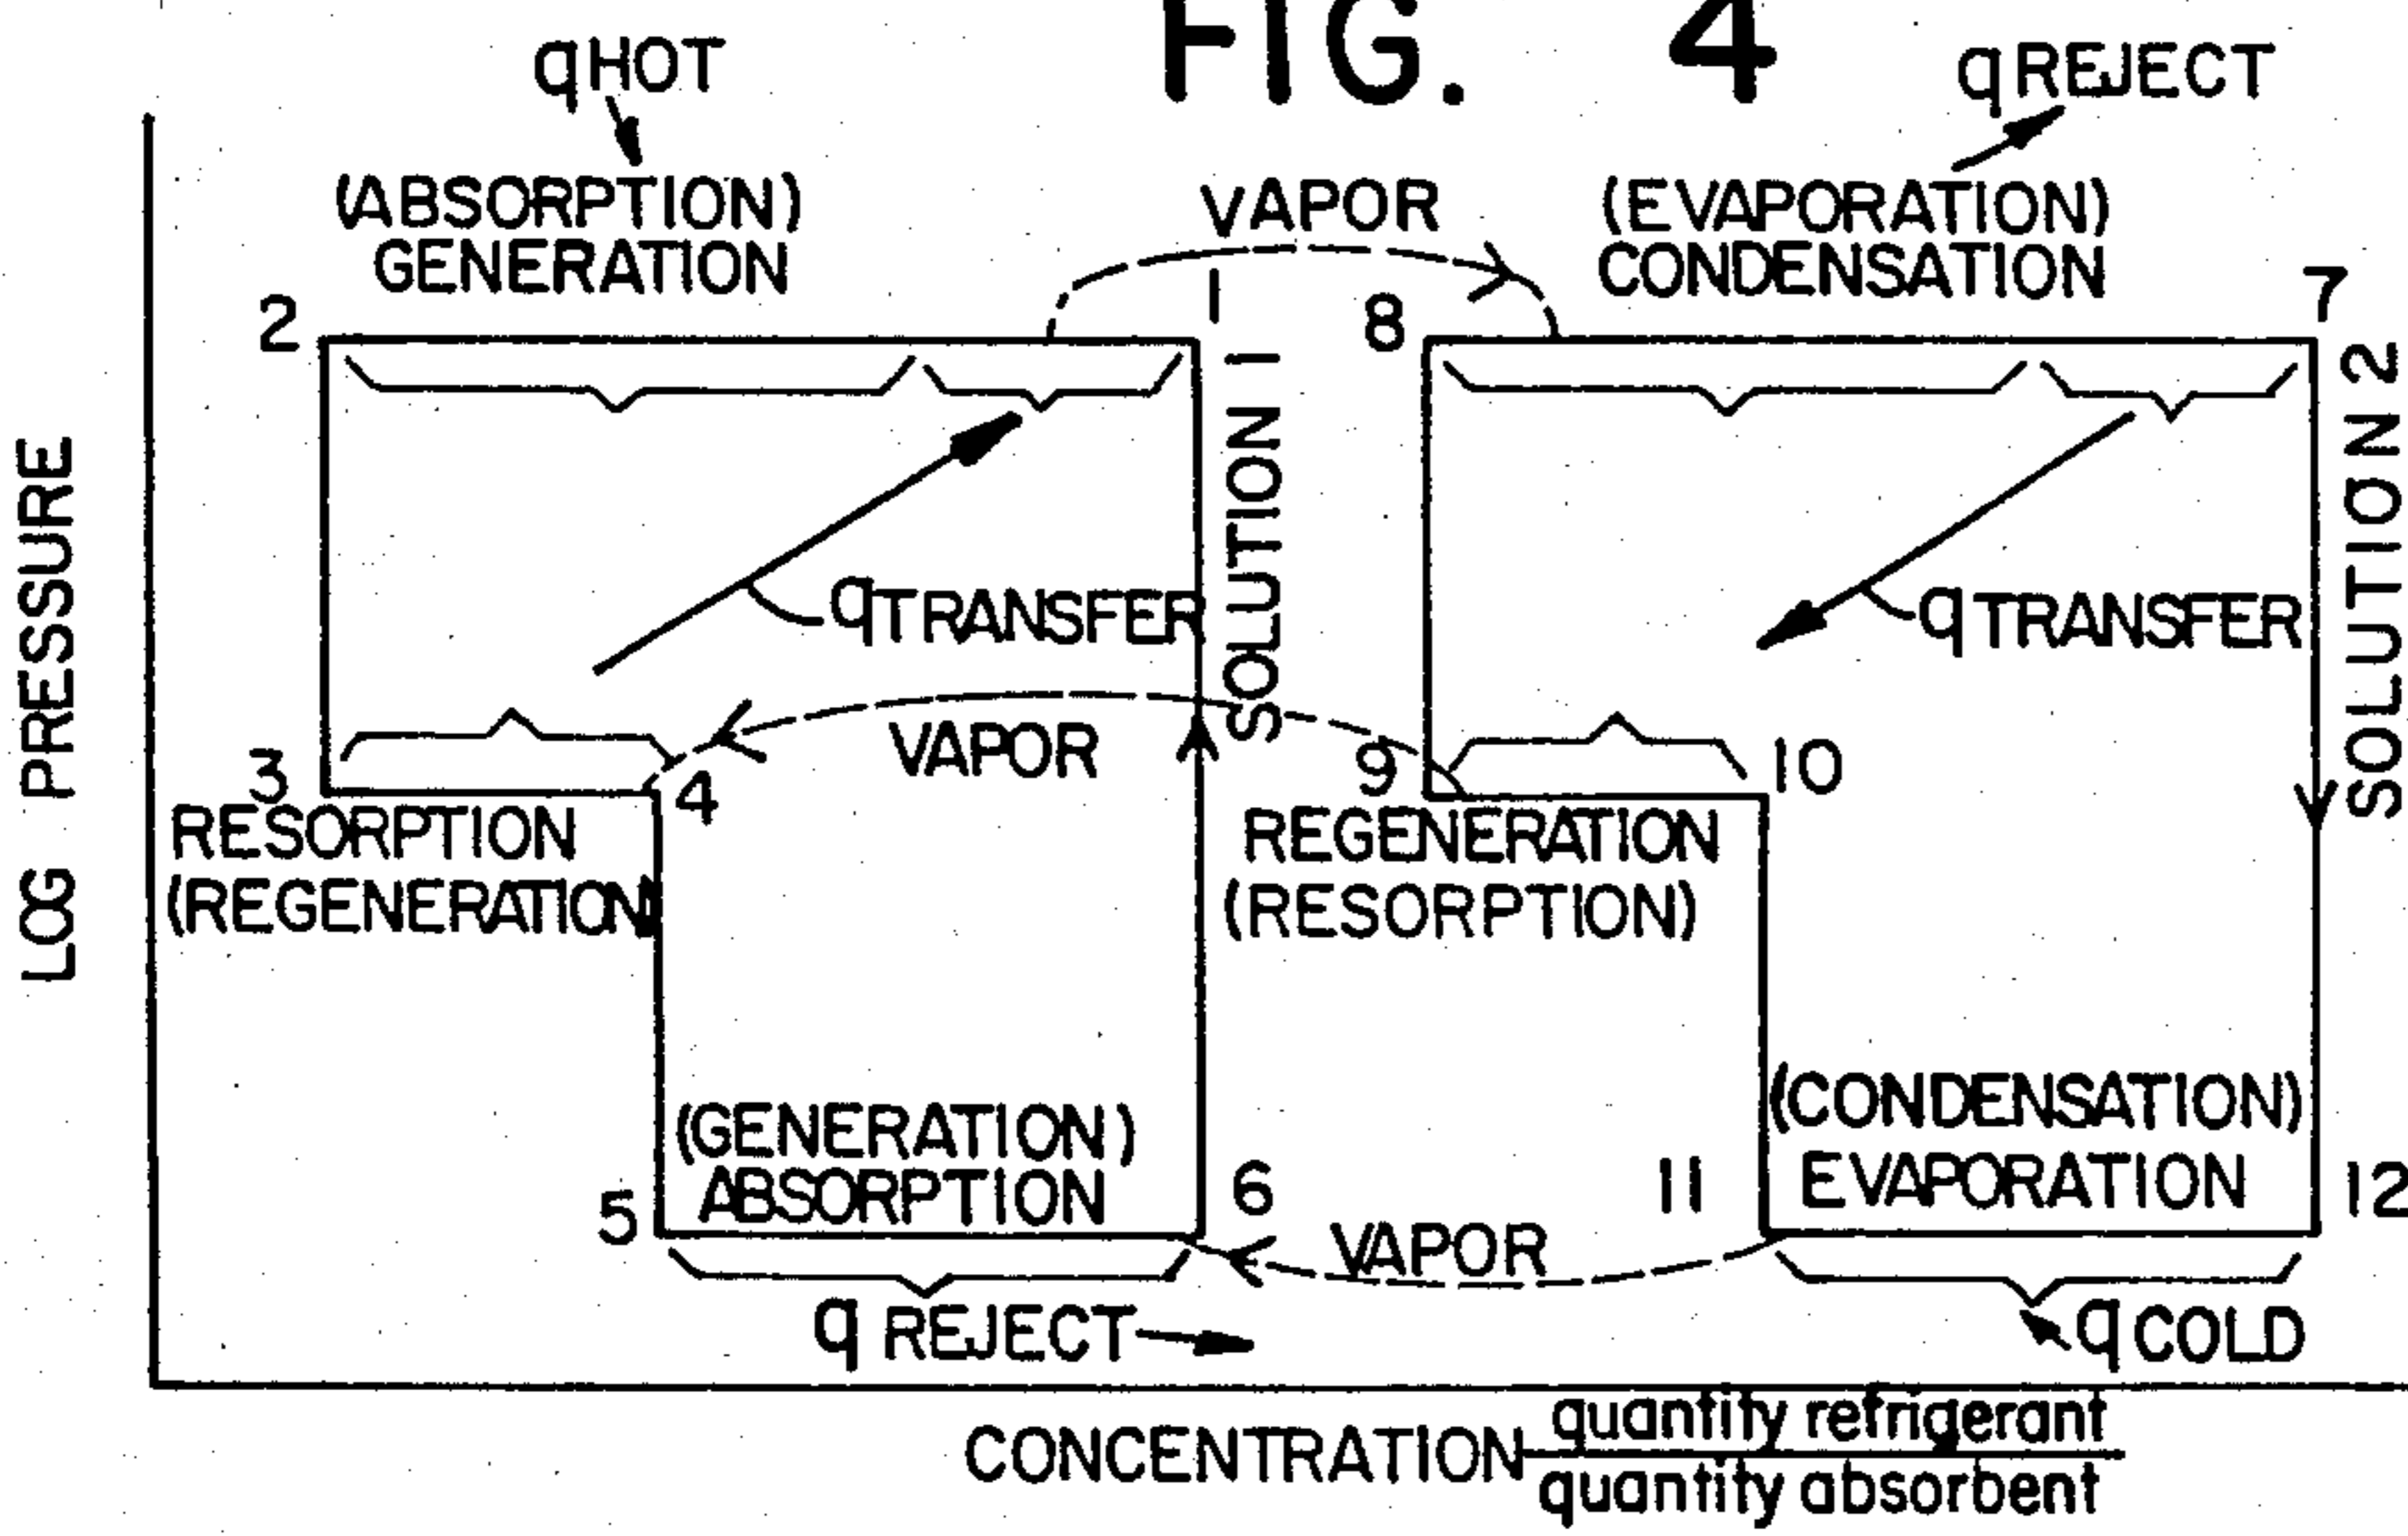 FIG. 4
qHOT
qREJECT
(ABSORPTION)
GENERATION
VAPOR
(EVAPORATION)
CONDENSATION
2
1
8
7
SOLUTION 1
SOLUTION 2
LOG PRESSURE
qTRANSFER
qTRANSFER
VAPOR
3
4
9
10
RESORPTION
(REGENERATION)
REGENERATION
(RESORPTION)
(GENERATION)
ABSORPTION
(CONDENSATION)
EVAPORATION
5
6
11
12
VAPOR
q REJECT
q COLD
CONCENTRATION quantity refrigerant
quantity absorbent